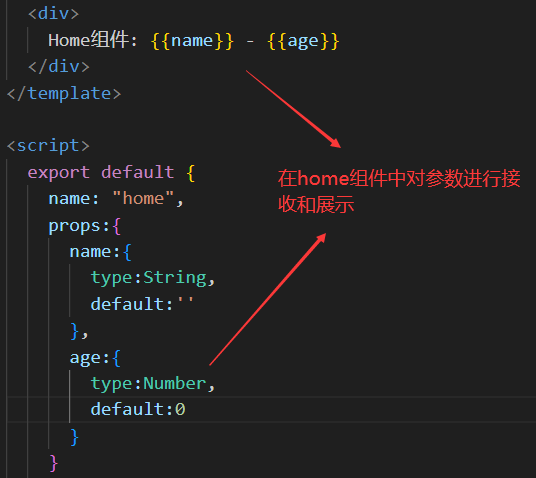 <div>
Home组件: {{name}} - {{age}}
</div>
</template>
<script>
export default {
name: "home",
props:{
name:{
type:String,
default:''
},
age:{
type:Number,
default:0
}
}
在home组件中对参数进行接
收和展示